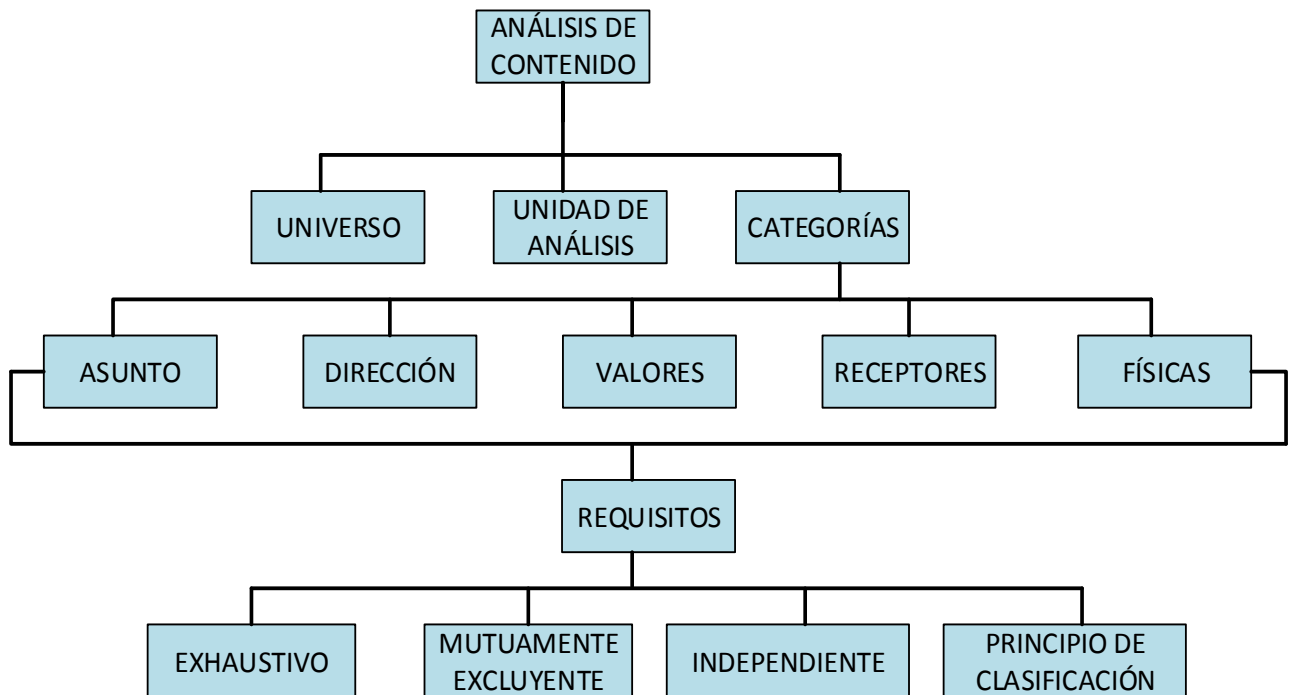 ANÁLISIS DE
CONTENIDO
UNIVERSO
UNIDAD DE
ANÁLISIS
CATEGORÍAS
ASUNTO
DIRECCIÓN
VALORES
RECEPTORES
FÍSICAS
REQUISITOS
EXHAUSTIVO
MUTUAMENTE
EXCLUYENTE
INDEPENDIENTE
PRINCIPIO DE
CLASIFICACIÓN